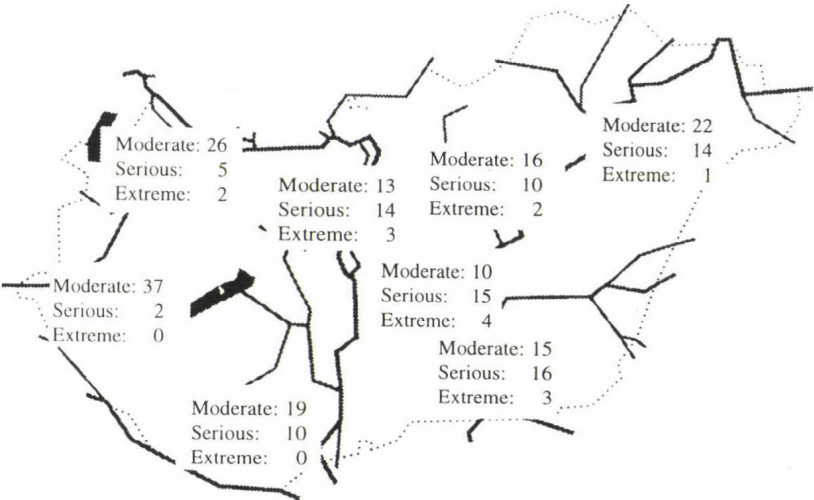 Moderate: 26
Serious: 5
Extreme: 2
Moderate: 13
Serious: 14
Extreme: 3
Moderate: 16
Serious: 10
Extreme: 2
Moderate: 22
Serious: 14
Extreme: 1
Moderate: 37
Serious: 2
Extreme: 0
Moderate: 10
Serious: 15
Extreme: 4
Moderate: 15
Serious: 16
Extreme: 3
Moderate: 19
Serious: 10
Extreme: 0